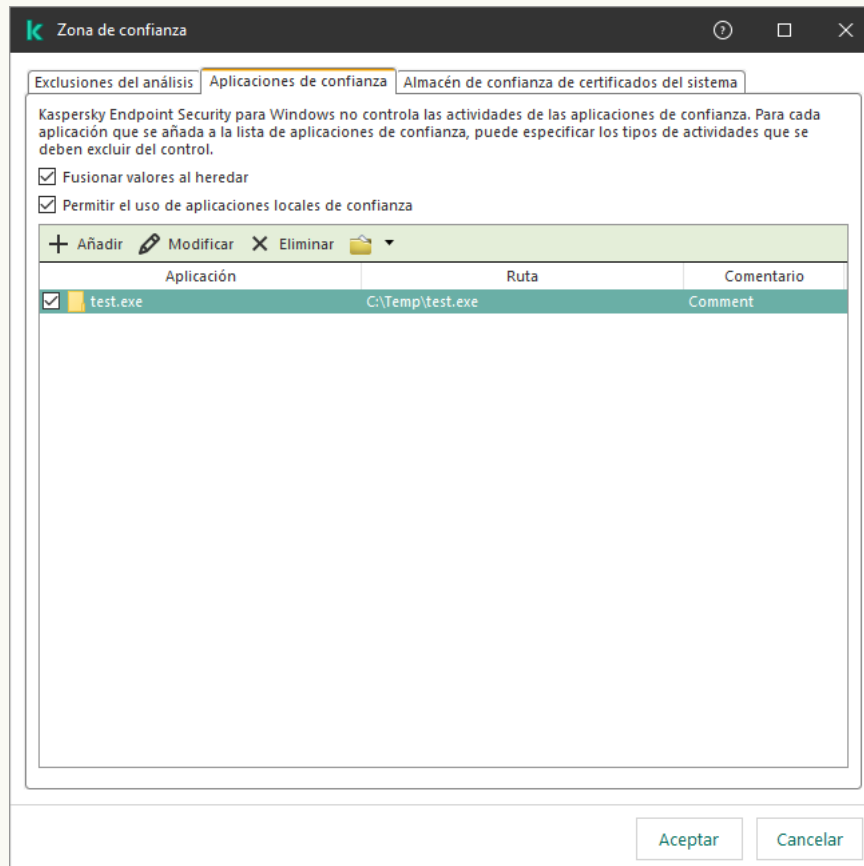 Zona de confianza
Exclusiones del análisis
Aplicaciones de confianza
Almacén de confianza de certificados del sistema
Kaspersky Endpoint Security para Windows no controla las actividades de las aplicaciones de confianza. Para cada
aplicación que se añada a la lista de aplicaciones de confianza, puede especificar los tipos de actividades que se
deben excluir del control.
Fusionar valores al heredar
Permitir el uso de aplicaciones locales de confianza
Añadir Modificar Eliminar
Aplicación Ruta Comentario
test.exe C:\Temp\test.exe Comment
Aceptar Cancelar